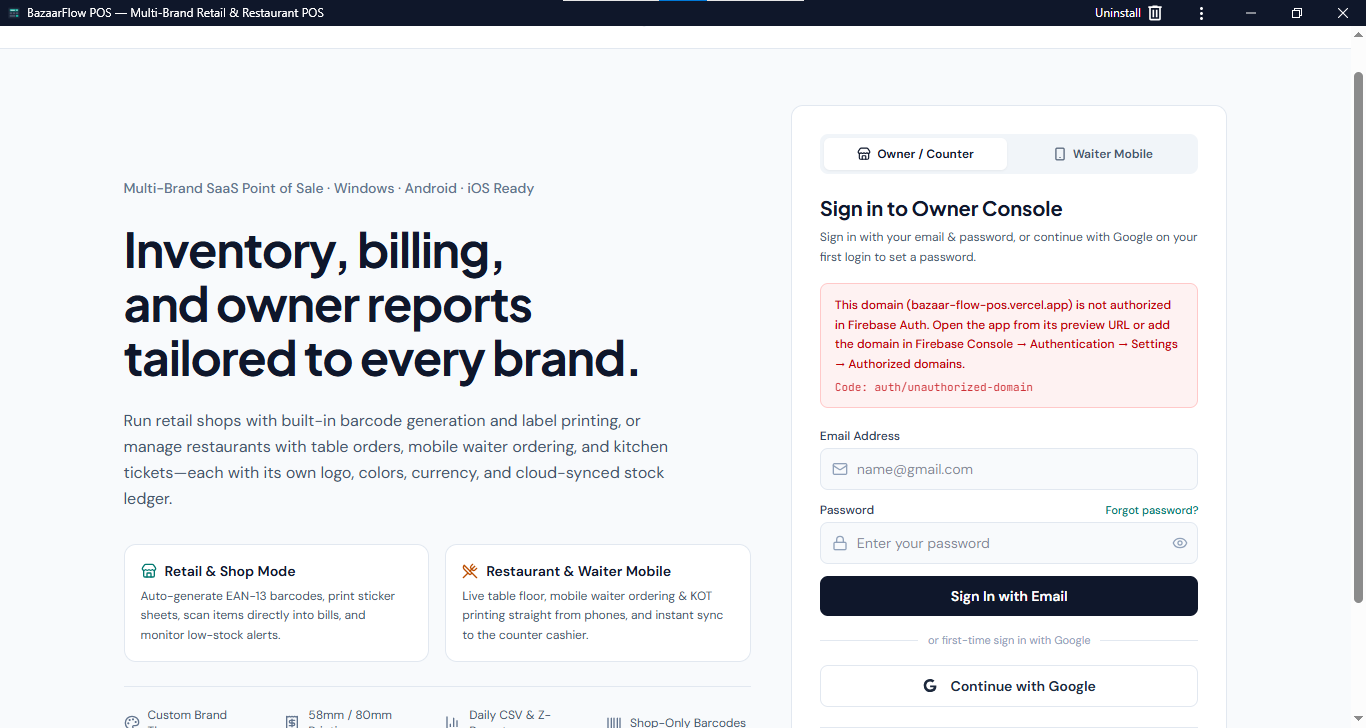 BazaarFlow POS — Multi-Brand Retail & Restaurant POS
Uninstall
Multi-Brand SaaS Point of Sale · Windows · Android · iOS Ready
Inventory, billing,
and owner reports
tailored to every brand.
Run retail shops with built-in barcode generation and label printing, or
manage restaurants with table orders, mobile waiter ordering, and kitchen
tickets—each with its own logo, colors, currency, and cloud-synced stock
ledger.
Retail & Shop Mode
Auto-generate EAN-13 barcodes, print sticker
sheets, scan items directly into bills, and
monitor low-stock alerts.
Restaurant & Waiter Mobile
Live table floor, mobile waiter ordering & KOT
printing straight from phones, and instant sync
to the counter cashier.
Custom Brand
58mm / 80mm
Daily CSV & Z-
Shop-Only Barcodes
Owner / Counter
Waiter Mobile
Sign in to Owner Console
Sign in with your email & password, or continue with Google on your
first login to set a password.
This domain (bazaar-flow-pos.vercel.app) is not authorized
in Firebase Auth. Open the app from its preview URL or add
the domain in Firebase Console → Authentication → Settings
→ Authorized domains.
Code: auth/unauthorized-domain
Email Address
name@gmail.com
Password
Forgot password?
Enter your password
Sign In with Email
or first-time sign in with Google
G Continue with Google